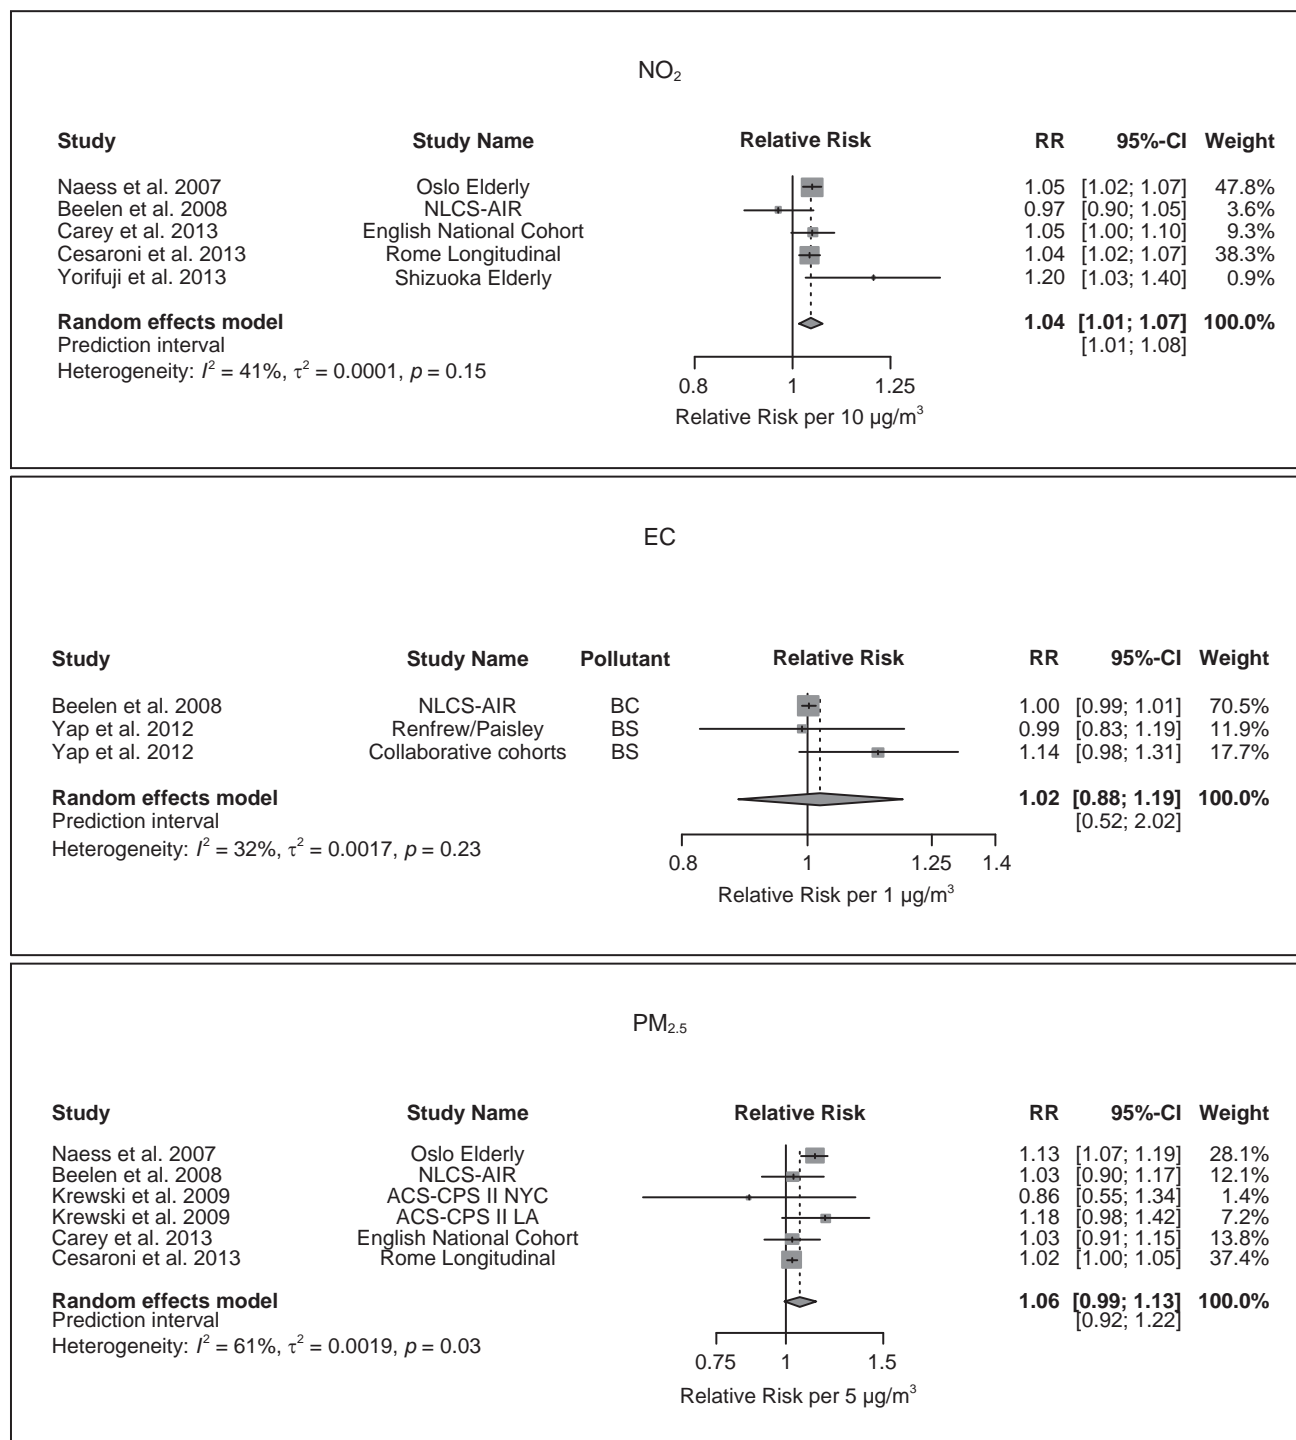 NO₂
Study Study Name Relative Risk RR 95%-CI Weight
Naess et al. 2007 Oslo Elderly 1.05 [1.02; 1.07] 47.8%
Beelen et al. 2008 NLCS-AIR 0.97 [0.90; 1.05] 3.6%
Carey et al. 2013 English National Cohort 1.05 [1.00; 1.10] 9.3%
Cesaroni et al. 2013 Rome Longitudinal 1.04 [1.02; 1.07] 38.3%
Yorifuji et al. 2013 Shizuoka Elderly 1.20 [1.03; 1.40] 0.9%
Random effects model 1.04 [1.01; 1.07] 100.0%
Prediction interval [1.01; 1.08]
Heterogeneity: I² = 41%, τ² = 0.0001, p = 0.15
0.8 1 1.25
Relative Risk per 10 µg/m³
EC
Study Study Name Pollutant Relative Risk RR 95%-CI Weight
Beelen et al. 2008 NLCS-AIR BC 1.00 [0.99; 1.01] 70.5%
Yap et al. 2012 Renfrew/Paisley BS 0.99 [0.83; 1.19] 11.9%
Yap et al. 2012 Collaborative cohorts BS 1.14 [0.98; 1.31] 17.7%
Random effects model 1.02 [0.88; 1.19] 100.0%
Prediction interval [0.52; 2.02]
Heterogeneity: I² = 32%, τ² = 0.0017, p = 0.23
0.8 1 1.25 1.4
Relative Risk per 1 µg/m³
PM₂.₅
Study Study Name Relative Risk RR 95%-CI Weight
Naess et al. 2007 Oslo Elderly 1.13 [1.07; 1.19] 28.1%
Beelen et al. 2008 NLCS-AIR 1.03 [0.90; 1.17] 12.1%
Krewski et al. 2009 ACS-CPS II NYC 0.86 [0.55; 1.34] 1.4%
Krewski et al. 2009 ACS-CPS II LA 1.18 [0.98; 1.42] 7.2%
Carey et al. 2013 English National Cohort 1.03 [0.91; 1.15] 13.8%
Cesaroni et al. 2013 Rome Longitudinal 1.02 [1.00; 1.05] 37.4%
Random effects model 1.06 [0.99; 1.13] 100.0%
Prediction interval [0.92; 1.22]
Heterogeneity: I² = 61%, τ² = 0.0019, p = 0.03
0.75 1 1.5
Relative Risk per 5 µg/m³